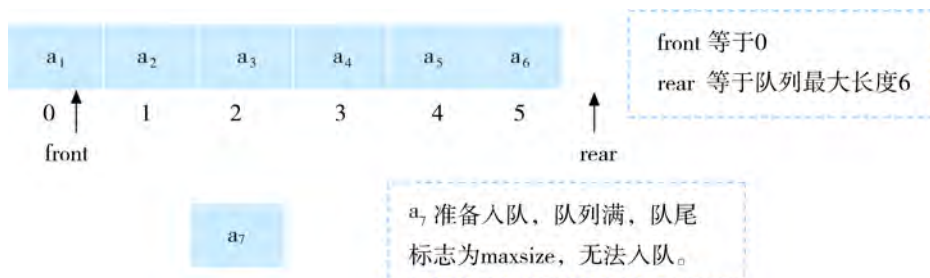 a₁ a₂ a₃ a₄ a₅ a₆
0 1 2 3 4 5
front rear
front 等于0
rear 等于队列最大长度6
a₇
a₇ 准备入队，队列满，队尾
标志为maxsize，无法入队。